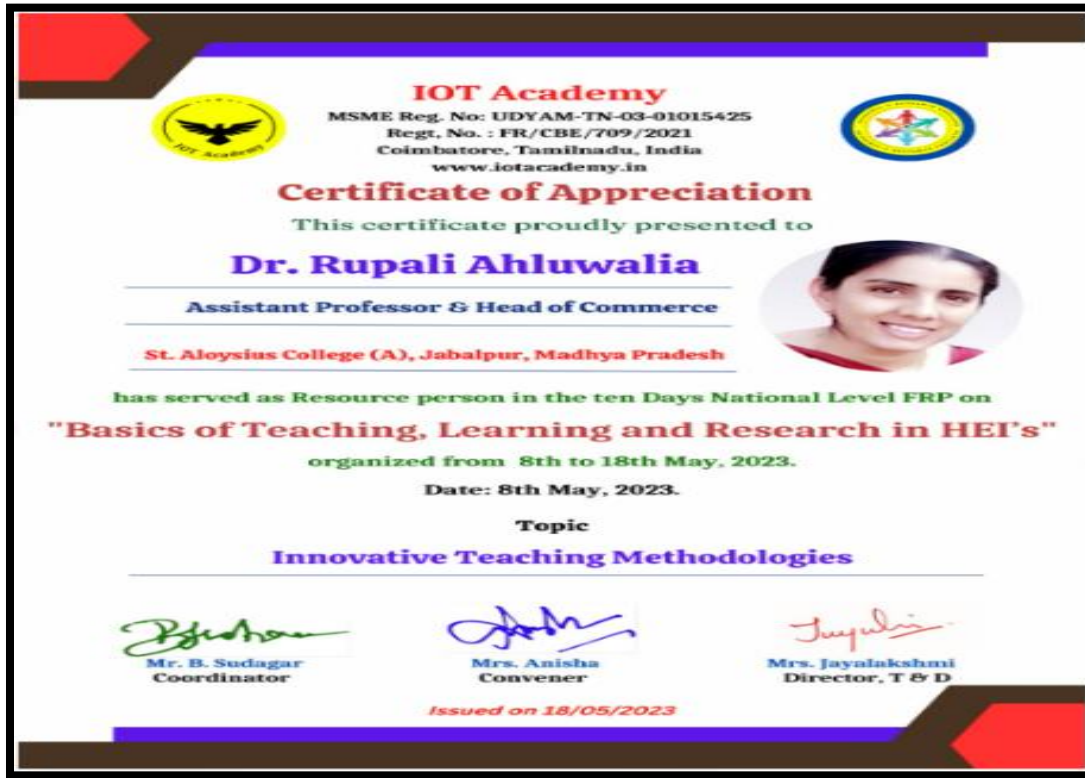 IOT Academy
MSME Reg. No: UDYAM-TN-03-01015425
Regt, No. : FR/CBE/709/2021
Coimbatore, Tamilnadu, India
www.iotacademy.in
IOT Academy
Certificate of Appreciation
This certificate proudly presented to
Dr. Rupali Ahluwalia
Assistant Professor & Head of Commerce
St. Aloysius College (A), Jabalpur, Madhya Pradesh
has served as Resource person in the ten Days National Level FRP on
"Basics of Teaching, Learning and Research in HEI's"
organized from 8th to 18th May, 2023.
Date: 8th May, 2023.
Topic
Innovative Teaching Methodologies
Mr. B. Sudagar
Coordinator
Mrs. Anisha
Convener
Mrs. Jayalakshmi
Director, T & D
Issued on 18/05/2023